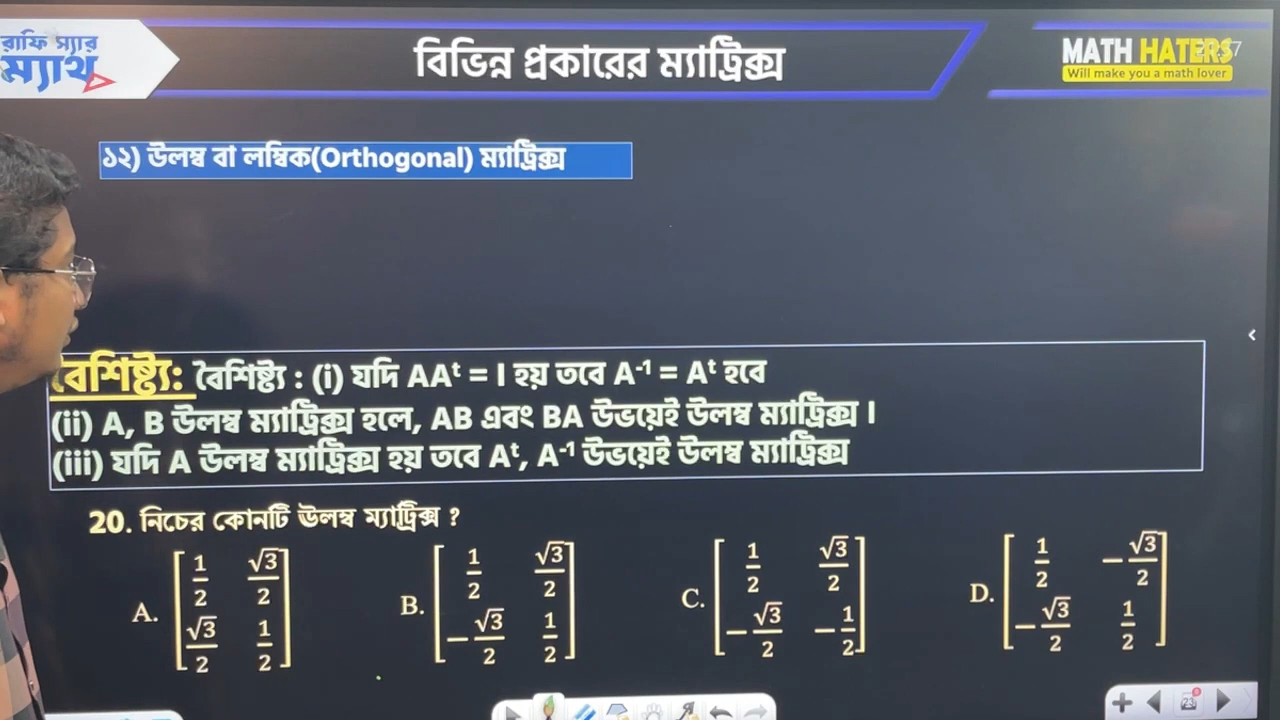 রাফি স্যার
ম্যাথ
বিভিন্ন প্রকারের ম্যাট্রিক্স
MATH HATERS
Will make you a math lover
১২) উলম্ব বা লম্বিক(Orthogonal) ম্যাট্রিক্স
বৈশিষ্ট্য: বৈশিষ্ট্য : (i) যদি AAᵗ = I হয় তবে A⁻¹ = Aᵗ হবে
(ii) A, B উলম্ব ম্যাট্রিক্স হলে, AB এবং BA উভয়েই উলম্ব ম্যাট্রিক্স ।
(iii) যদি A উলম্ব ম্যাট্রিক্স হয় তবে Aᵗ, A⁻¹ উভয়েই উলম্ব ম্যাট্রিক্স
20. নিচের কোনটি ঊলম্ব ম্যাট্রিক্স ?
A. [1/2 √3/2; √3/2 1/2]
B. [1/2 √3/2; -√3/2 1/2]
C. [1/2 √3/2; -√3/2 -1/2]
D. [1/2 -√3/2; -√3/2 1/2]